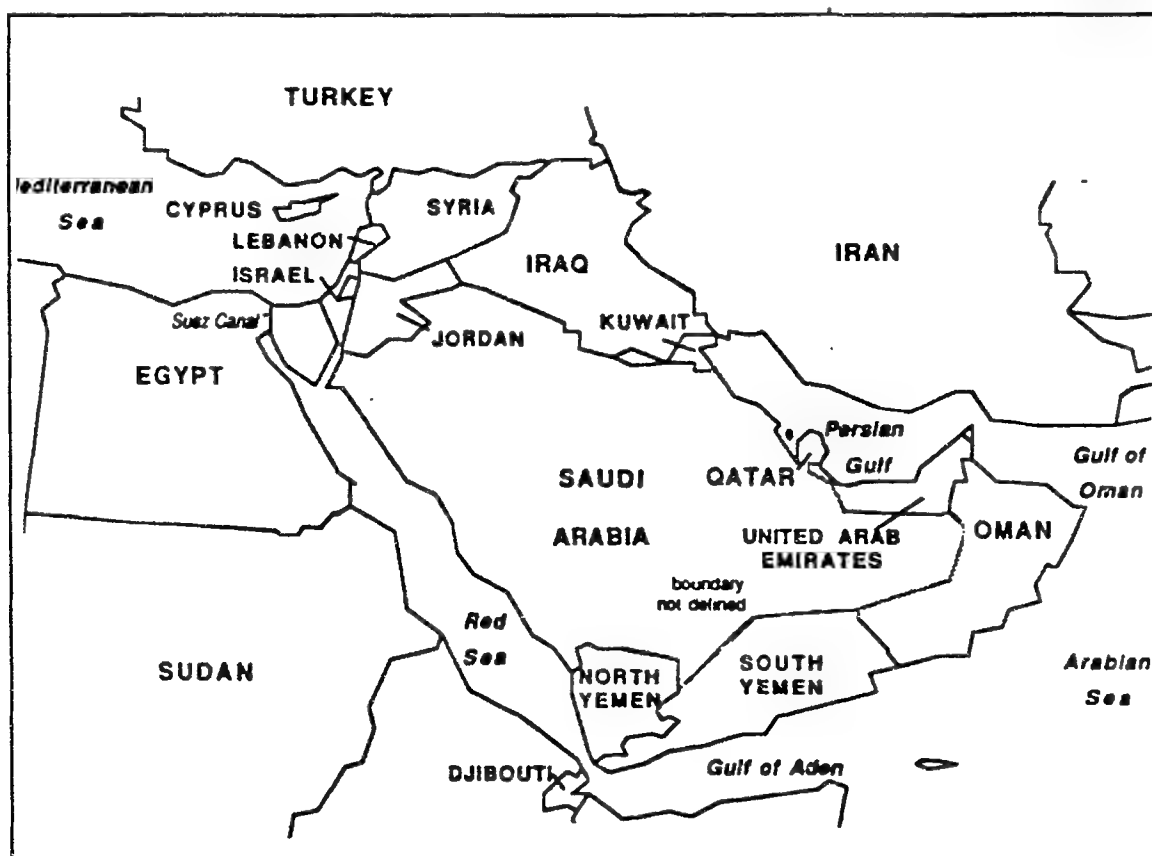 TURKEY
Mediterranean
Sea
CYPRUS
SYRIA
LEBANON
ISRAEL
IRAQ
IRAN
Suez Canal
KUWAIT
JORDAN
EGYPT
Persian
Gulf
Gulf of
Oman
SAUDI
ARABIA
QATAR
UNITED ARAB
EMIRATES
OMAN
boundary
not defined
Red
Sea
SUDAN
NORTH
YEMEN
SOUTH
YEMEN
Arabian
Sea
DJIBOUTI
Gulf of Aden